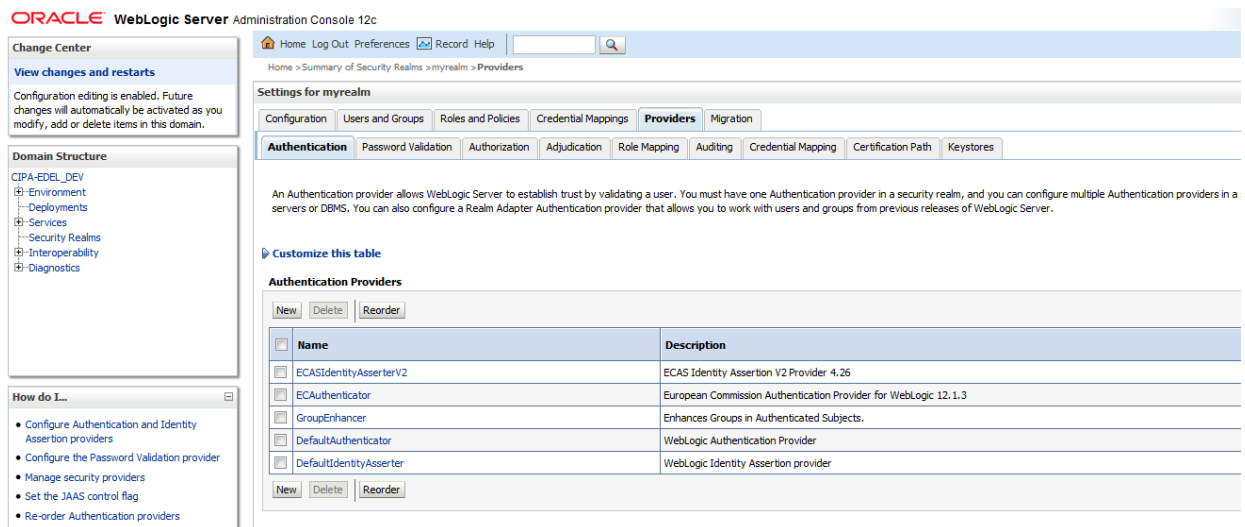 ORACLE WebLogic Server Administration Console 12c
Change Center
View changes and restarts
Configuration editing is enabled. Future
changes will automatically be activated as you
modify, add or delete items in this domain.
Domain Structure
CIPA-EDEL_DEV
Environment
Deployments
Services
Security Realms
Interoperability
Diagnostics
How do I...
Configure Authentication and Identity
Assertion providers
Configure the Password Validation provider
Manage security providers
Set the JAAS control flag
Re-order Authentication providers
Home Log Out Preferences Record Help
Home >Summary of Security Realms >myrealm >Providers
Settings for myrealm
Configuration Users and Groups Roles and Policies Credential Mappings Providers Migration
Authentication Password Validation Authorization Adjudication Role Mapping Auditing Credential Mapping Certification Path Keystores
An Authentication provider allows WebLogic Server to establish trust by validating a user. You must have one Authentication provider in a security realm, and you can configure multiple Authentication providers in a
servers or DBMS. You can also configure a Realm Adapter Authentication provider that allows you to work with users and groups from previous releases of WebLogic Server.
Customize this table
Authentication Providers
New Delete Reorder
Name Description
ECASIdentityAsserterV2 ECAS Identity Assertion V2 Provider 4.26
ECAuthenticator European Commission Authentication Provider for WebLogic 12.1.3
GroupEnhancer Enhances Groups in Authenticated Subjects.
DefaultAuthenticator WebLogic Authentication Provider
DefaultIdentityAsserter WebLogic Identity Assertion provider
New Delete Reorder